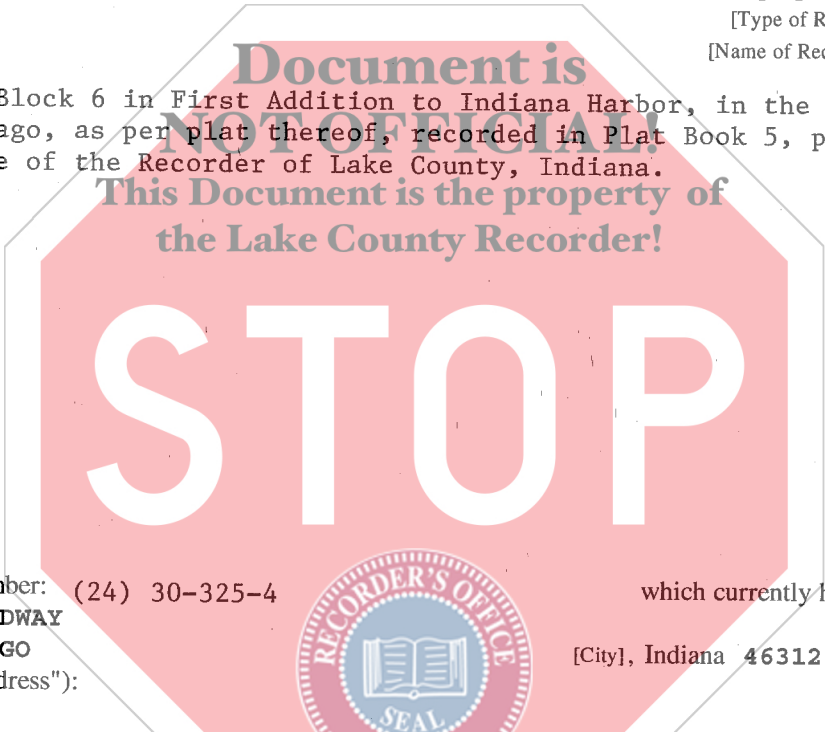 [Type of R
[Name of Rec
Document is
Block 6 in First Addition to Indiana Harbor, in the
ago, as per plat thereof, recorded in Plat Book 5, p
NOT OFFICIAL!
e of the Recorder of Lake County, Indiana.
This Document is the property of
the Lake County Recorder!
STOP
nber: (24) 30-325-4 which currently h
DWAY
GO [City], Indiana 46312
dress"):
RECORDER'S OFFICE
SEAL